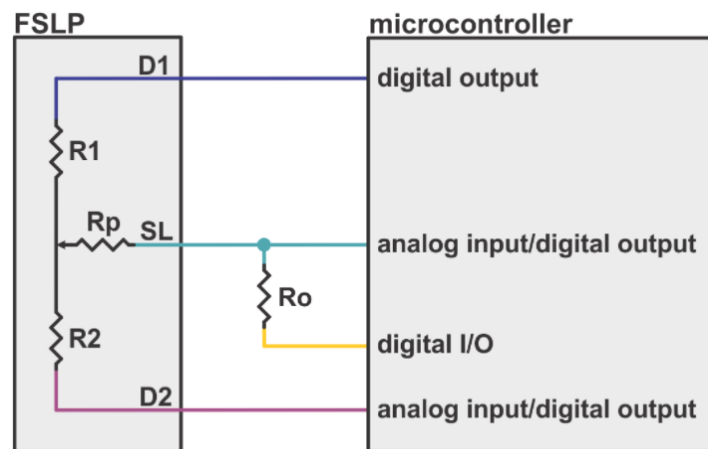 FSLP
microcontroller
D1
digital output
R1
Rp
SL
analog input/digital output
Ro
R2
digital I/O
D2
analog input/digital output